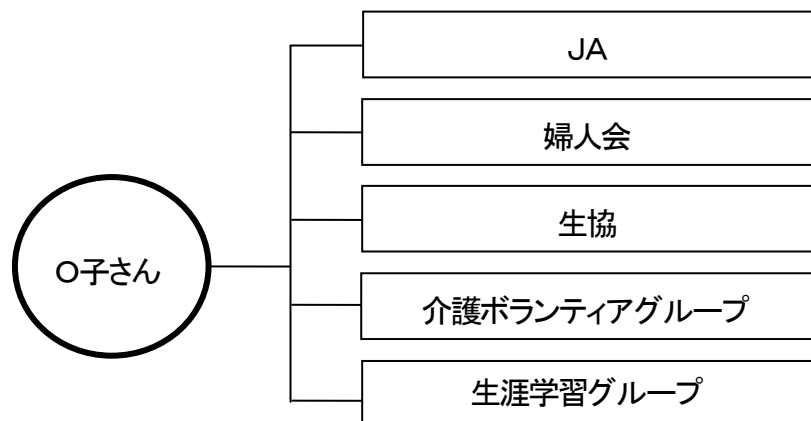 JA
婦人会
生協
O子さん
介護ボランティアグループ
生涯学習グループ